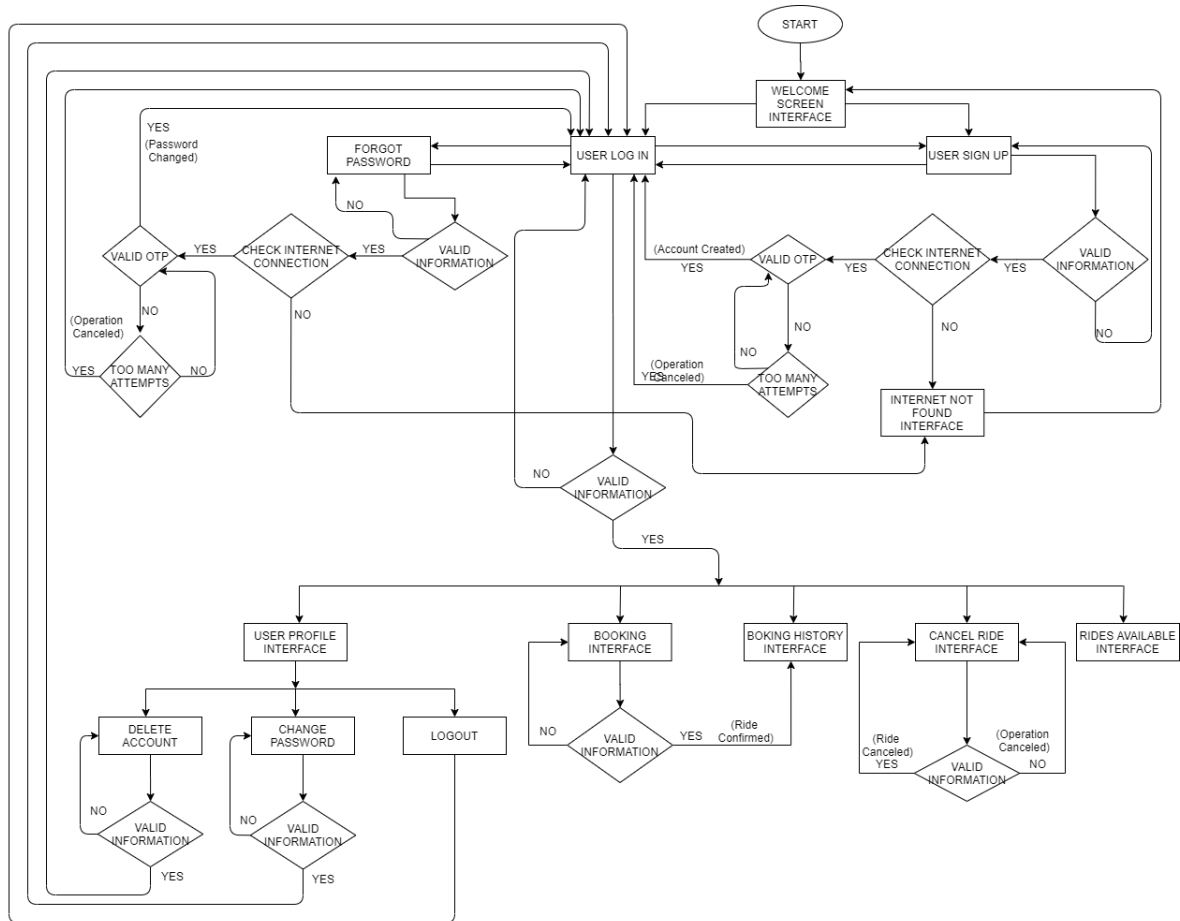 START
WELCOME
SCREEN
INTERFACE
YES
(Password
Changed)
FORGOT
PASSWORD
USER LOG IN
USER SIGN UP
NO
VALID OTP
YES
CHECK INTERNET
CONNECTION
YES
VALID
INFORMATION
(Account Created)
YES
VALID OTP
YES
CHECK INTERNET
CONNECTION
YES
VALID
INFORMATION
NO
NO
NO
NO
NO
(Operation
Canceled)
YES
TOO MANY
ATTEMPTS
NO
NO
(Operation
Canceled)
YES
TOO MANY
ATTEMPTS
INTERNET NOT
FOUND
INTERFACE
NO
VALID
INFORMATION
YES
USER PROFILE
INTERFACE
BOOKING
INTERFACE
BOKING HISTORY
INTERFACE
CANCEL RIDE
INTERFACE
RIDES AVAILABLE
INTERFACE
DELETE
ACCOUNT
CHANGE
PASSWORD
LOGOUT
NO
VALID
INFORMATION
YES
(Ride
Confirmed)
(Ride
Canceled)
YES
VALID
INFORMATION
(Operation
Canceled)
NO
NO
VALID
INFORMATION
YES
NO
VALID
INFORMATION
YES